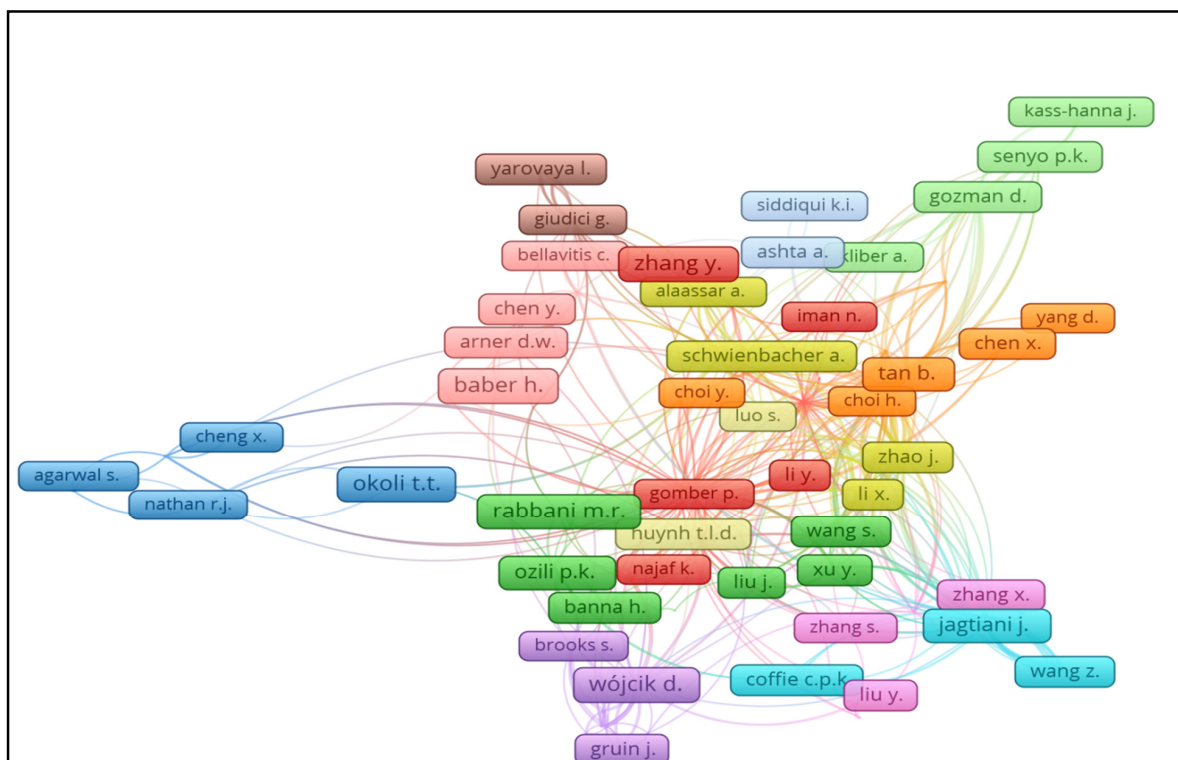 kass-hanna j.
senyo p.k.
yarovaya l.
gozman d.
siddiqui k.i.
giudici g.
bellavitis c.
zhang y.
ashta a.
kliber a.
alaassar a.
chen y.
iman n.
yang d.
arner d.w.
chen x.
schwienbacher a.
tan b.
baber h.
choi y.
choi h.
luo s.
cheng x.
zhao j.
agarwal s.
okoli t.t.
li y.
nathan r.j.
gomber p.
li x.
rabbani m.r.
huynh t.l.d.
wang s.
ozili p.k.
najaf k.
xu y.
liu j.
zhang x.
banna h.
jagtiani j.
zhang s.
brooks s.
wang z.
wójcik d.
coffie c.p.k.
liu y.
gruin j.